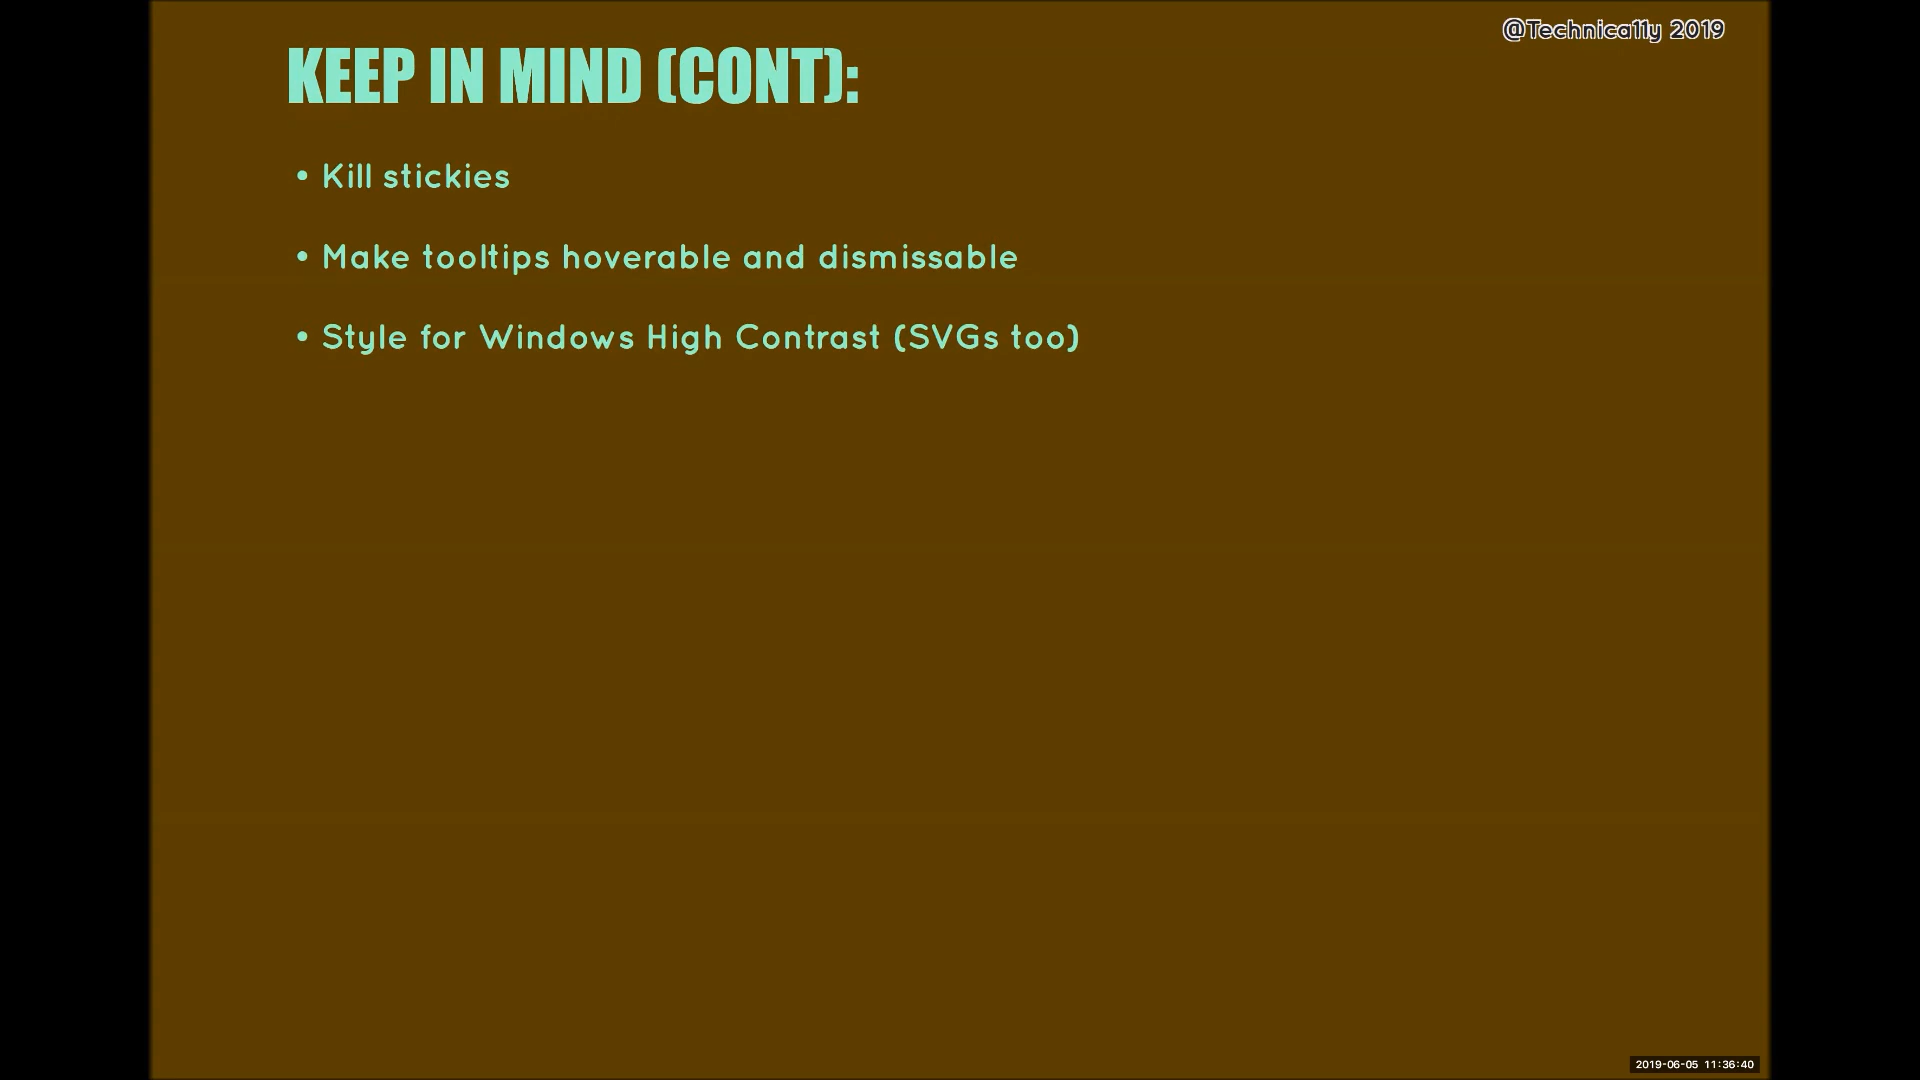 @Technica11y 2019
KEEP IN MIND (CONT):
• Kill stickies
• Make tooltips hoverable and dismissable
• Style for Windows High Contrast (SVGs too)
2019-06-05 11:36:40